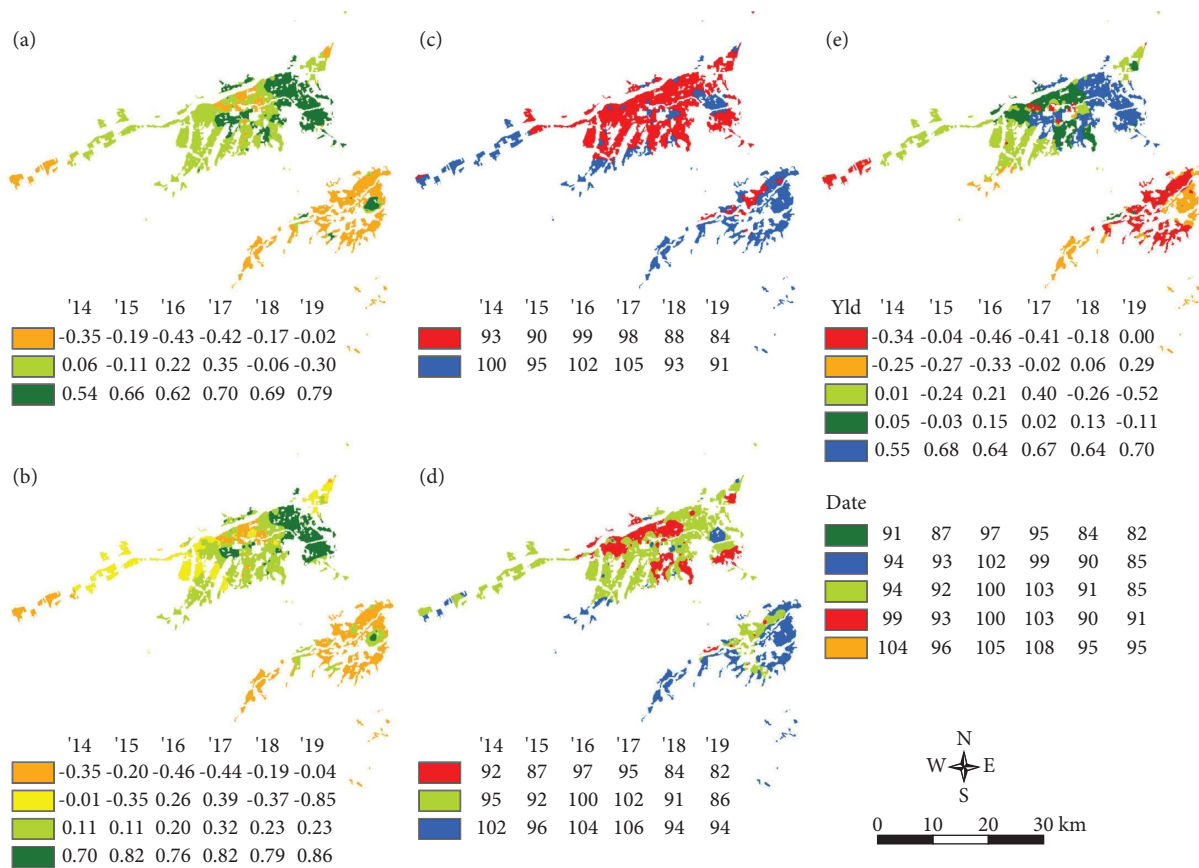 (a)
'14 '15 '16 '17 '18 '19
-0.35 -0.19 -0.43 -0.42 -0.17 -0.02
0.06 -0.11 0.22 0.35 -0.06 -0.30
0.54 0.66 0.62 0.70 0.69 0.79
(b)
'14 '15 '16 '17 '18 '19
-0.35 -0.20 -0.46 -0.44 -0.19 -0.04
-0.01 -0.35 0.26 0.39 -0.37 -0.85
0.11 0.11 0.20 0.32 0.23 0.23
0.70 0.82 0.76 0.82 0.79 0.86
(c)
'14 '15 '16 '17 '18 '19
93 90 99 98 88 84
100 95 102 105 93 91
(d)
'14 '15 '16 '17 '18 '19
92 87 97 95 84 82
95 92 100 102 91 86
102 96 104 106 94 94
(e)
Yld '14 '15 '16 '17 '18 '19
-0.34 -0.04 -0.46 -0.41 -0.18 0.00
-0.25 -0.27 -0.33 -0.02 0.06 0.29
0.01 -0.24 0.21 0.40 -0.26 -0.52
0.05 -0.03 0.15 0.02 0.13 -0.11
0.55 0.68 0.64 0.67 0.64 0.70
Date
91 87 97 95 84 82
94 93 102 99 90 85
94 92 100 103 91 85
99 93 100 103 90 91
104 96 105 108 95 95
N
W E
S
0 10 20 30 km